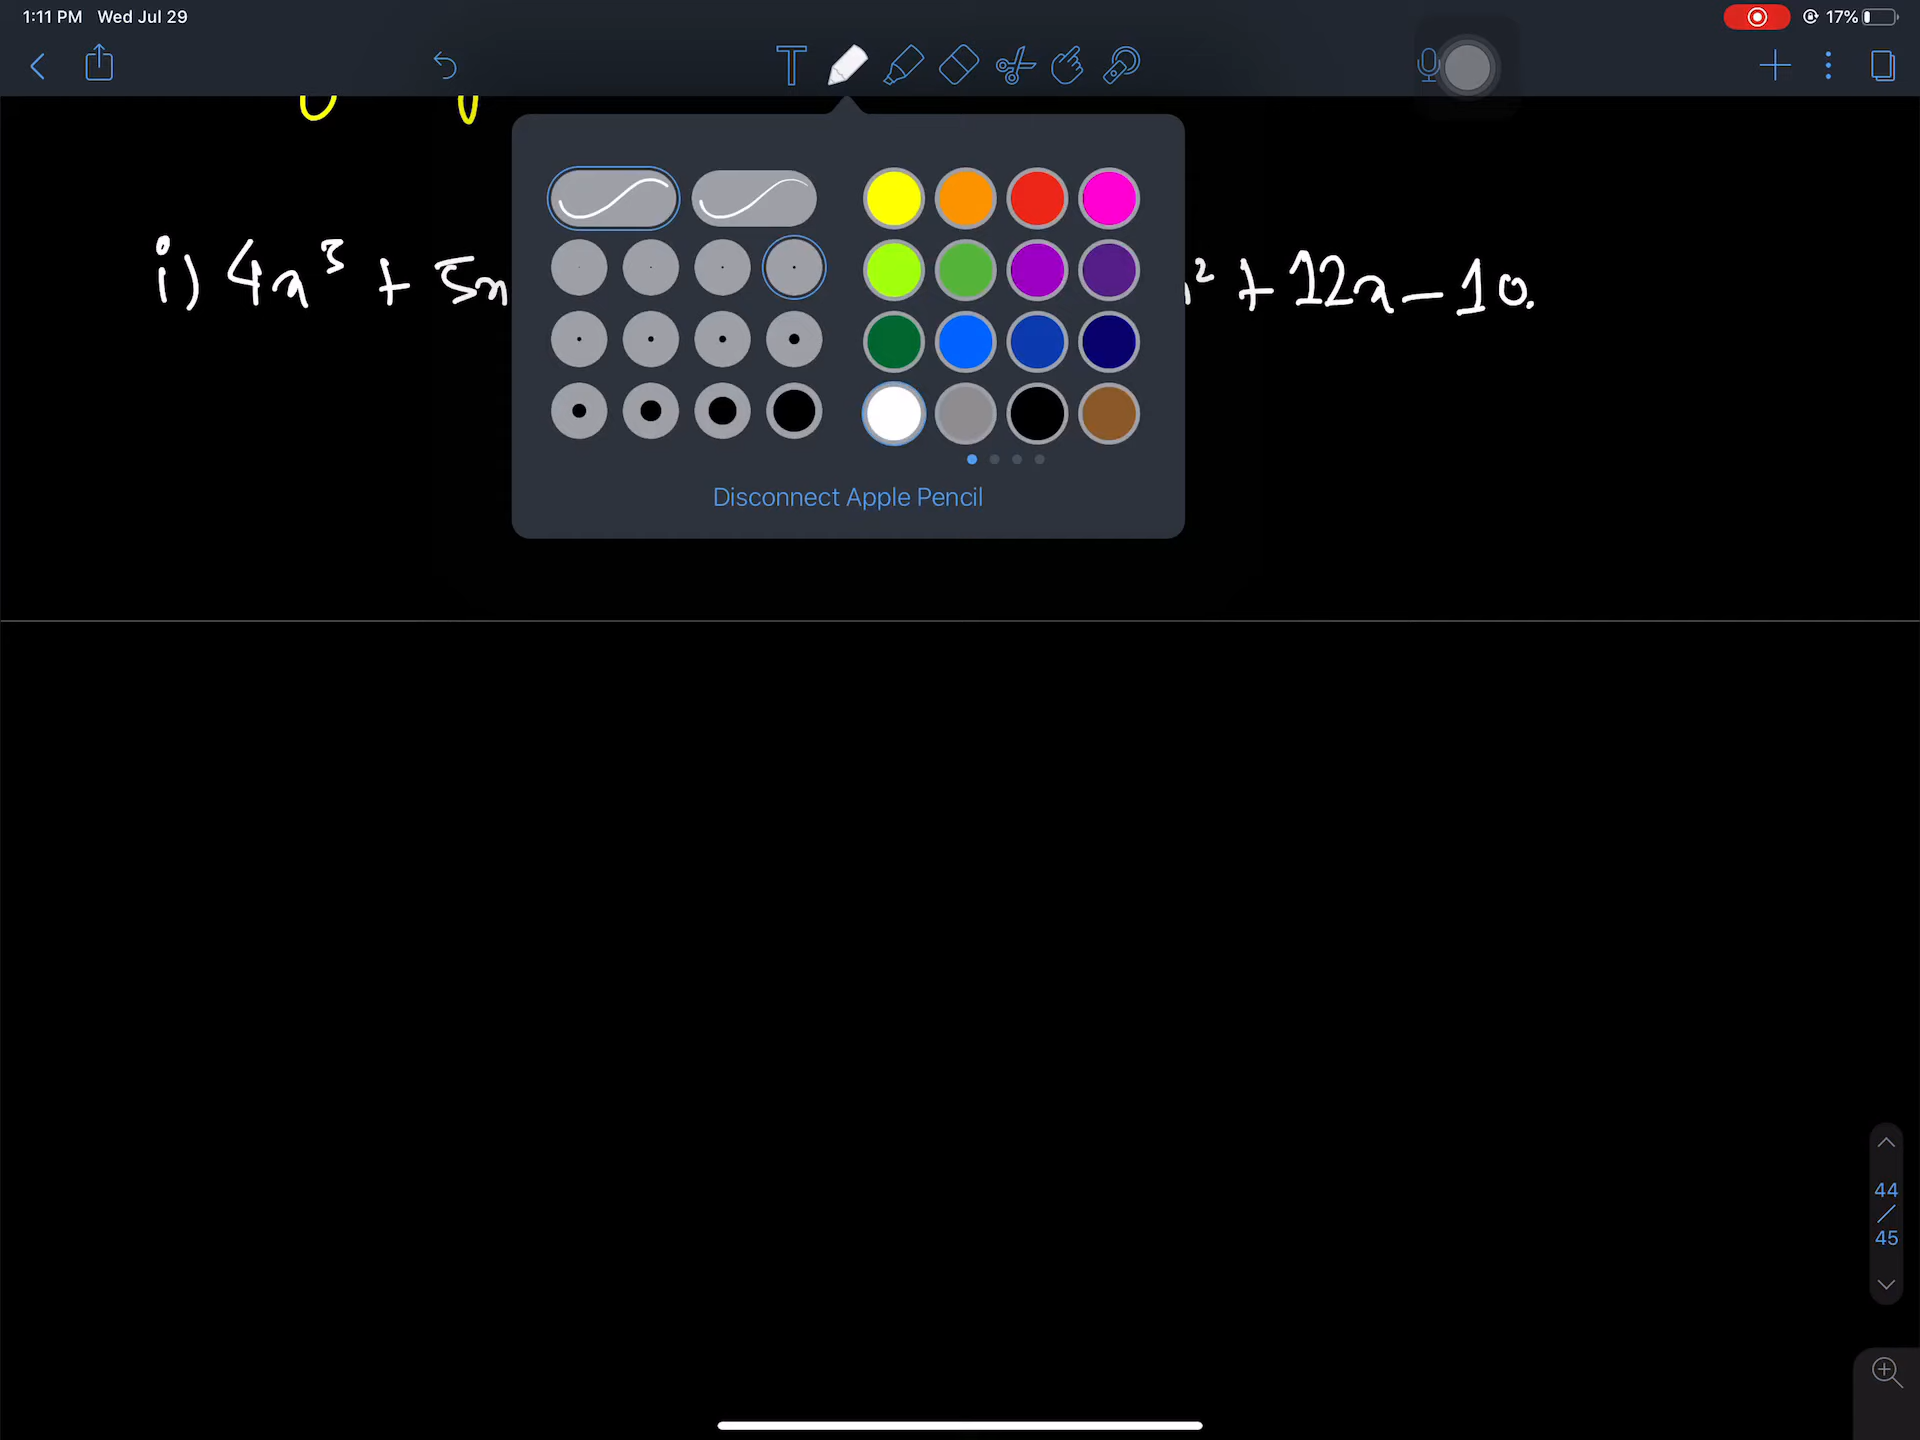 1:11 PM Wed Jul 29
17%
T
i) 4x³ + 5x
² + 12x – 10.
Disconnect Apple Pencil
44
/
45